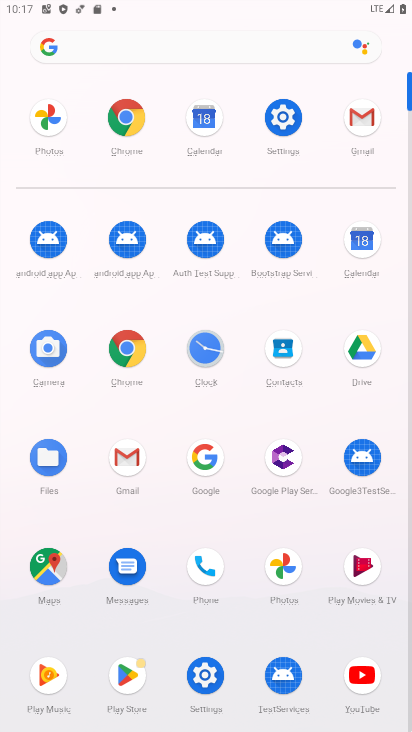 10:17
LTE
Photos
Chrome
18
Calendar
Settings
Gmail
android.app.Ap
android.app.Ap
Auth Test Supp
Bootstrap Servi
18
Calendar
Camera
Chrome
Clock
Contacts
Drive
Files
Gmail
Google
Google Play Ser...
Google3TestSe...
Maps
Messages
Phone
Photos
Play Movies & TV
Play Music
Play Store
Settings
TestServices
YouTube